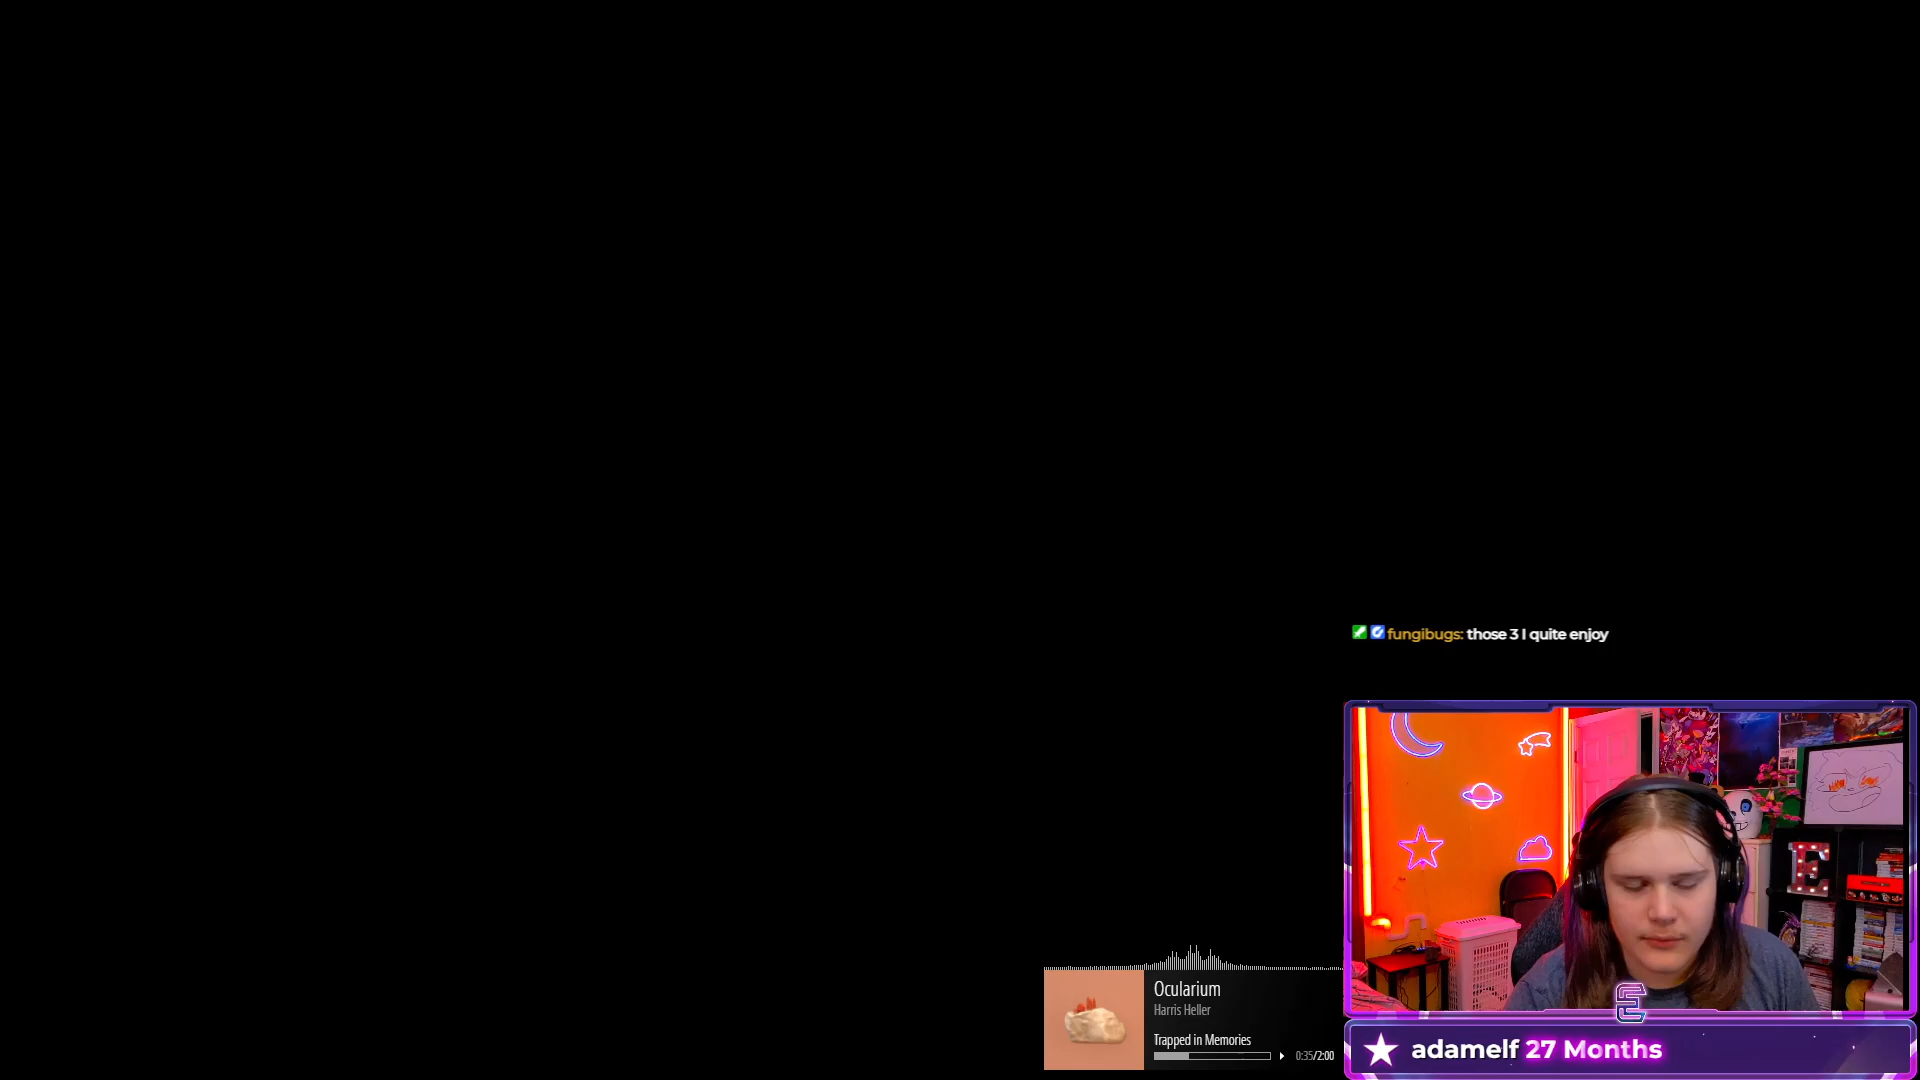 fungibugs: those 3 I quite enjoy
E
Ocularium
Harris Heller
Trapped in Memories
0:35/2:00
E
adamelf 27 Months